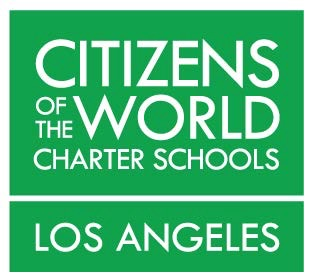 CITIZENS
OF THE WORLD
CHARTER SCHOOLS
LOS ANGELES